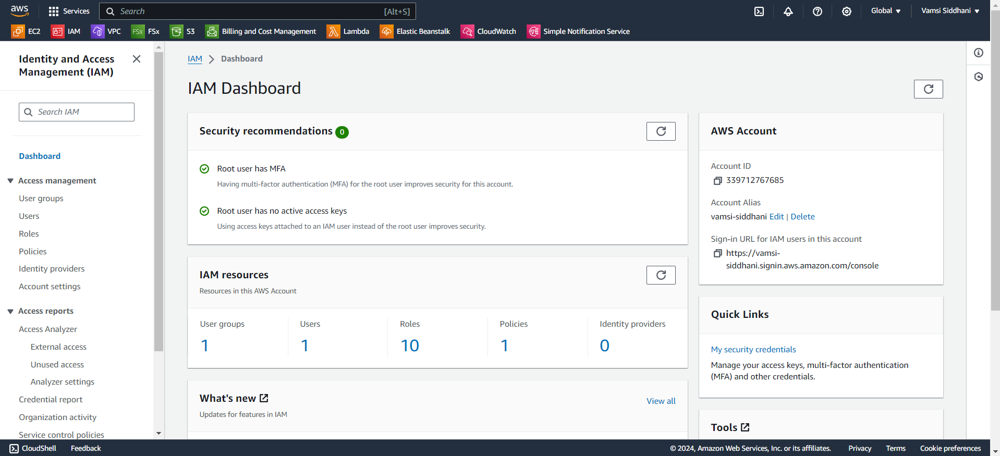 aws
Services
Search [Alt+S]
Global
Vamsi Siddhani
EC2
IAM
VPC
FSx FSx
S3
Billing and Cost Management
Lambda
Elastic Beanstalk
CloudWatch
Simple Notification Service
Identity and Access
Management (IAM)
Search IAM
Dashboard
Access management
User groups
Users
Roles
Policies
Identity providers
Account settings
Access reports
Access Analyzer
External access
Unused access
Analyzer settings
Credential report
Organization activity
Service control policies
IAM > Dashboard
IAM Dashboard
Security recommendations 0
Root user has MFA
Having multi-factor authentication (MFA) for the root user improves security for this account.
Root user has no active access keys
Using access keys attached to an IAM user instead of the root user improves security.
IAM resources
Resources in this AWS Account
User groups
1
Users
1
Roles
10
Policies
1
Identity providers
0
What's new
View all
Updates for features in IAM
AWS Account
Account ID
339712767685
Account Alias
vamsi-siddhani Edit | Delete
Sign-in URL for IAM users in this account
https://vamsi-
siddhani.signin.aws.amazon.com/console
Quick Links
My security credentials
Manage your access keys, multi-factor authentication
(MFA) and other credentials.
Tools
CloudShell
Feedback
© 2024, Amazon Web Services, Inc. or its affiliates.
Privacy
Terms
Cookie preferences